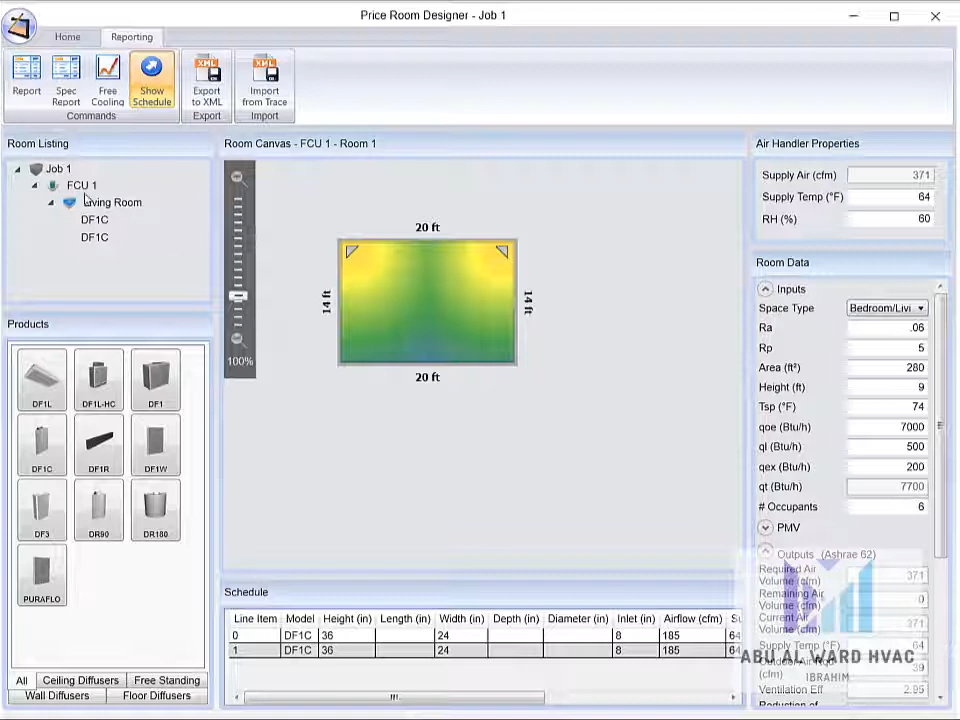 Price Room Designer - Job 1
Home Reporting
Report
Spec Report
Free Cooling
Show Schedule
Export to XML
Import from Trace
Commands Export Import
Room Listing
Job 1
FCU 1
Living Room
DF1C
DF1C
Products
DF1L DF1L-HC DF1
DF1C DF1R DF1W
DF3 DR90 DR180
PURAFLO
All Ceiling Diffusers Free Standing
Wall Diffusers Floor Diffusers
Room Canvas - FCU 1 - Room 1
100%
20 ft
14 ft
14 ft
20 ft
Schedule
Line Item Model Height (in) Length (in) Width (in) Depth (in) Diameter (in) Inlet (in) Airflow (cfm)
0 DF1C 36 24 8 185 64
1 DF1C 36 24 8 185 64
Air Handler Properties
Supply Air (cfm) 371
Supply Temp (°F) 64
RH (%) 60
Room Data
Inputs
Space Type Bedroom/Livi
Ra .06
Rp 5
Area (ft²) 280
Height (ft) 9
Tsp (°F) 74
qoe (Btu/h) 7000
ql (Btu/h) 500
qex (Btu/h) 200
qt (Btu/h) 7700
# Occupants 6
PMV
Outputs (Ashrae 62)
Required Air Volume (cfm) 371
Remaining Air Volume (cfm) 0
Current Air Volume (cfm) 371
Supply Temp (°F) 64
(cfm) 39
Ventilation Eff 2.95
Reduction of
ABU AL WARD HVAC
IBRAHIM